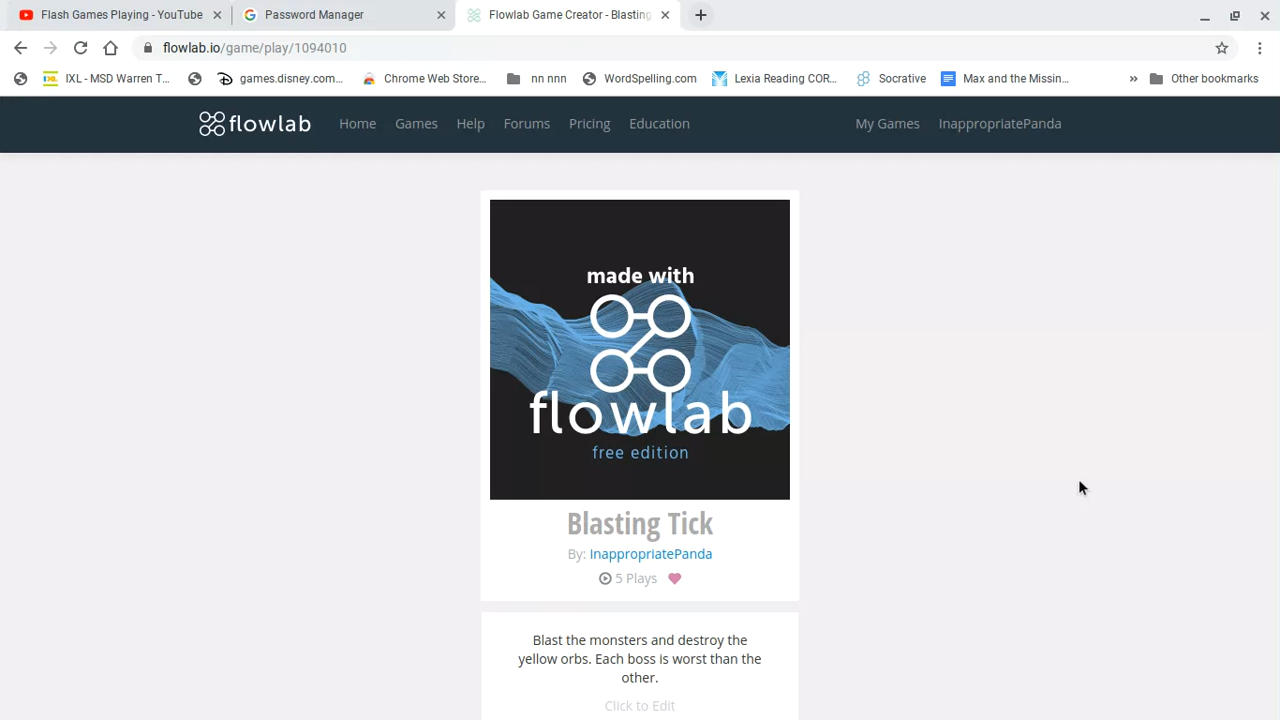 Flash Games Playing - YouTube
Password Manager
Flowlab Game Creator - Blasting
flowlab.io/game/play/1094010
IXL - MSD Warren T...
games.disney.com...
Chrome Web Store...
nn nnn
WordSpelling.com
Lexia Reading COR...
Socrative
Max and the Missin...
»
Other bookmarks
flowlab
Home
Games
Help
Forums
Pricing
Education
My Games
InappropriatePanda
made with
flowlab
free edition
Blasting Tick
By: InappropriatePanda
5 Plays
Blast the monsters and destroy the
yellow orbs. Each boss is worst than the
other.
Click to Edit